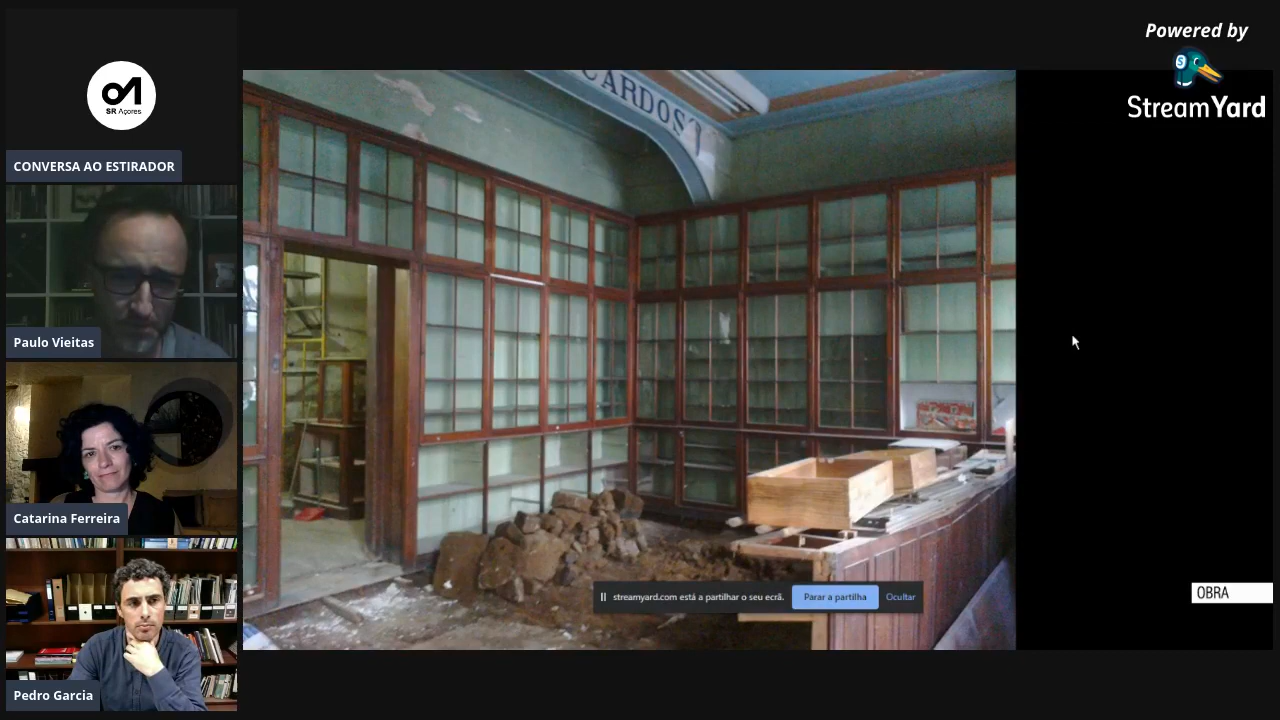 SR Açores
CONVERSA AO ESTIRADOR
Paulo Vieitas
Catarina Ferreira
Pedro Garcia
CARDOS
streamyard.com está a partilhar o seu ecrã.
Parar a partilha
Ocultar
Powered by
StreamYard
OBRA